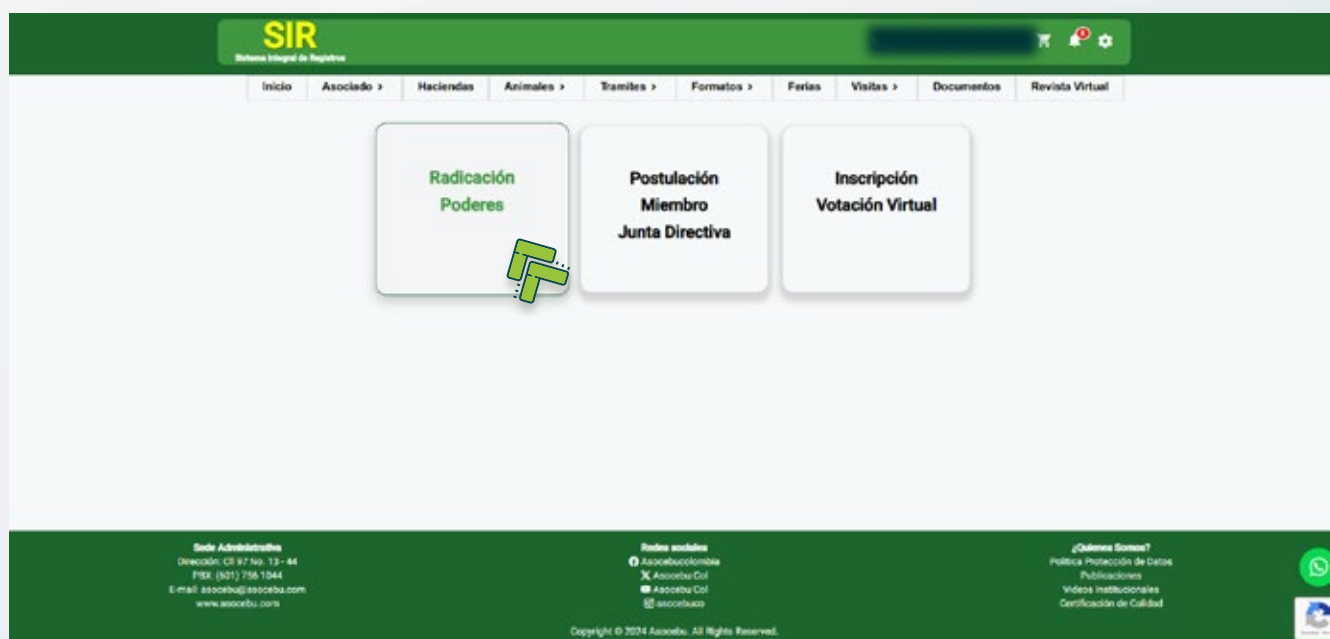 SIR
Sistema Integral de Registros
Inicio
Asociado >
Haciendas
Animales >
Tramites >
Formatos >
Ferias
Visitas >
Documentos
Revista Virtual
Radicación
Poderes
Postulación
Miembro
Junta Directiva
Inscripción
Votación Virtual
Sede Administrativa
Dirección: Cll 97 No. 13 - 44
PBX: (601) 756 1044
E-mail: asocebu@asocebu.com
www.asocebu.com
Redes sociales
Asocebucolombia
Asocebu Col
Asocebu Col
asocebuco
¿Quienes Somos?
Politica Protección de Datos
Publicaciones
Videos Institucionales
Certificación de Calidad
Copyright © 2024 Asocebu. All Rights Reserved.